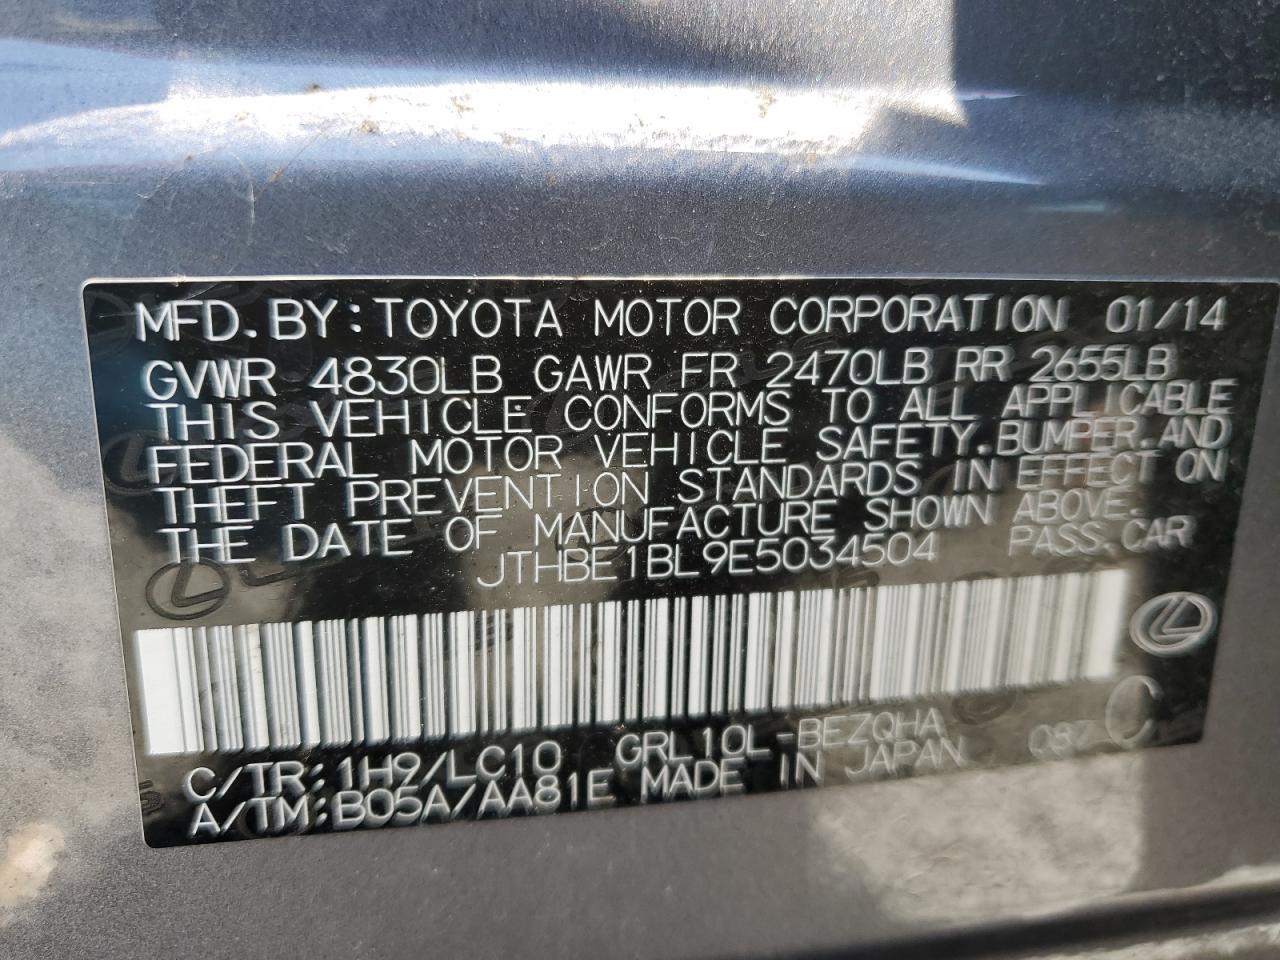 MFD. BY: TOYOTA MOTOR CORPORATION 01/14
GVWR 4830LB GAWR FR 2470LB RR 2655LB
THIS VEHICLE CONFORMS TO ALL APPLICABLE
FEDERAL MOTOR VEHICLE SAFETY, BUMPER, AND
THEFT PREVENTION STANDARDS IN EFFECT ON
THE DATE OF MANUFACTURE SHOWN ABOVE.
JTHBE1BL9E5034504 PASS. CAR
C/TR: 1H9/LC10 GRL10L-BEZQHA
A/TM: B05A/AA81E MADE IN JAPAN
C